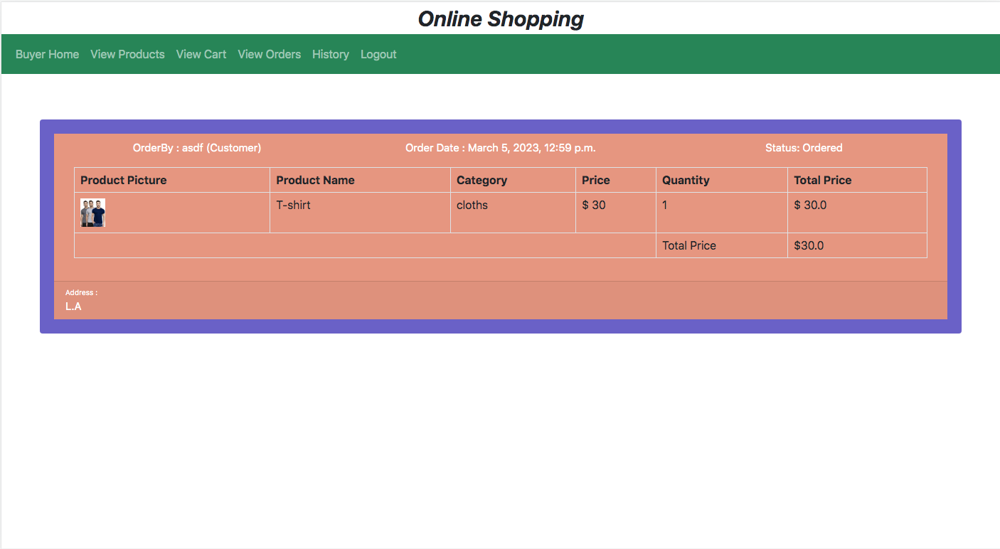 Online Shopping
Buyer Home View Products View Cart View Orders History Logout
OrderBy : asdf (Customer) Order Date : March 5, 2023, 12:59 p.m. Status: Ordered
Product Picture Product Name Category Price Quantity Total Price
T-shirt cloths $ 30 1 $ 30.0
Total Price $30.0
Address :
L.A